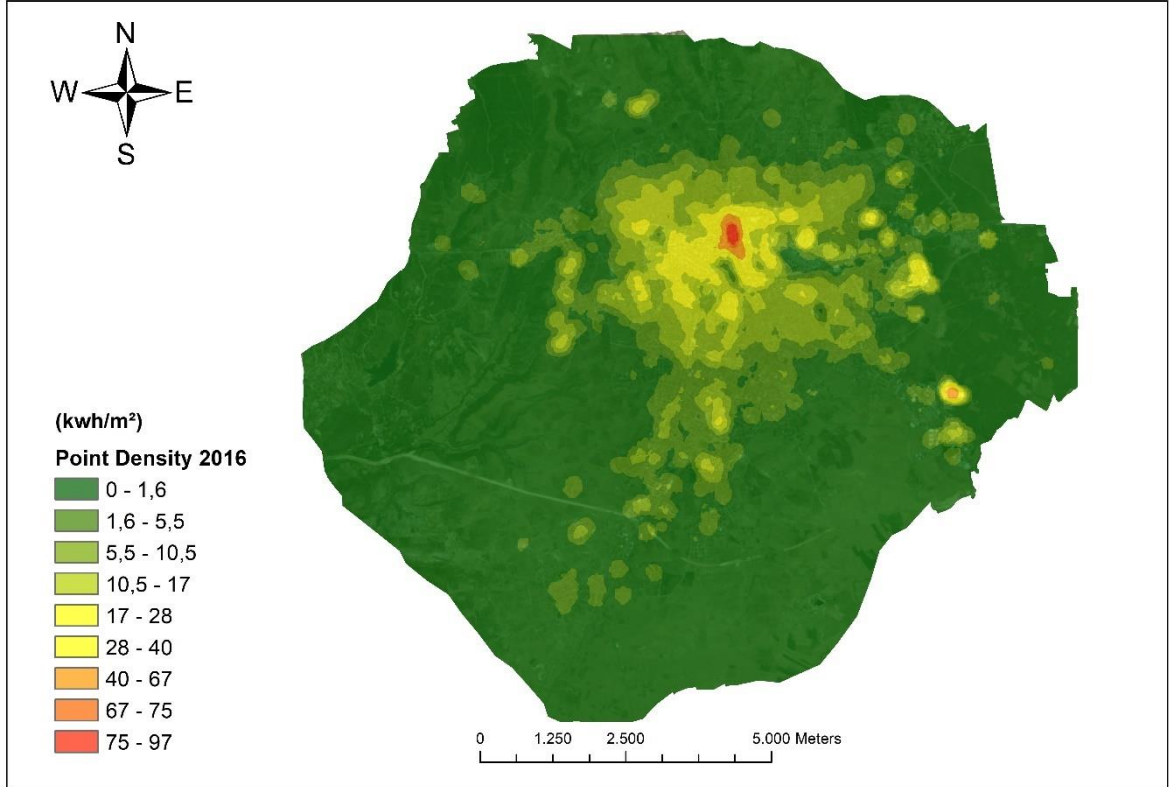 N
W E
S
(kwh/m²)
Point Density 2016
0 - 1,6
1,6 - 5,5
5,5 - 10,5
10,5 - 17
17 - 28
28 - 40
40 - 67
67 - 75
75 - 97
0 1.250 2.500 5.000 Meters